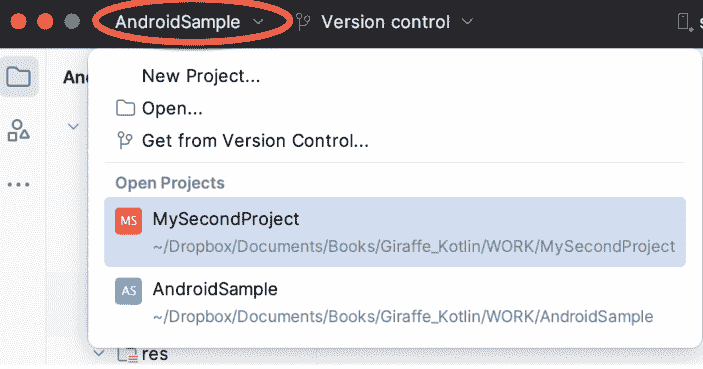 AndroidSample
Version control
s
An
New Project...
Open...
Get from Version Control...
Open Projects
MS
MySecondProject
~/Dropbox/Documents/Books/Giraffe_Kotlin/WORK/MySecondProject
AS
AndroidSample
~/Dropbox/Documents/Books/Giraffe_Kotlin/WORK/AndroidSample
res